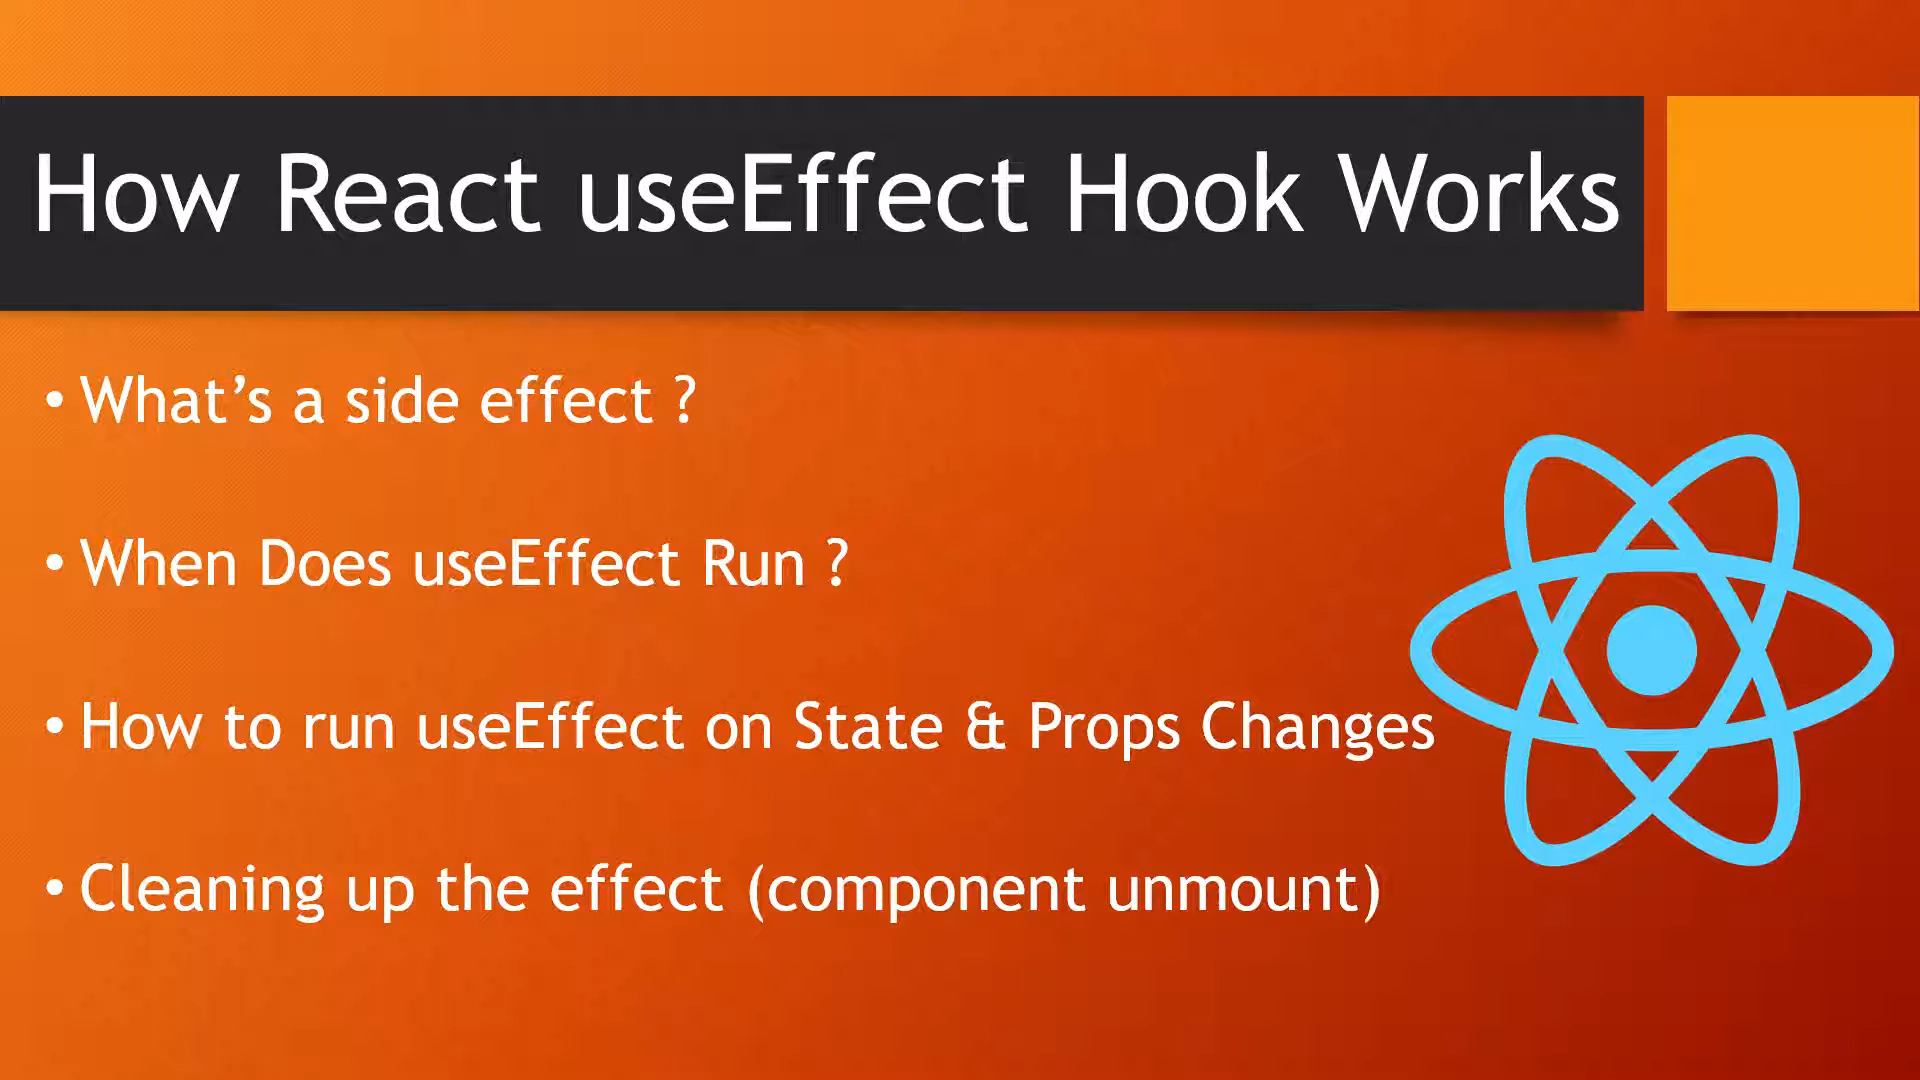 How React useEffect Hook Works
• What’s a side effect ?
• When Does useEffect Run ?
• How to run useEffect on State & Props Changes
• Cleaning up the effect (component unmount)